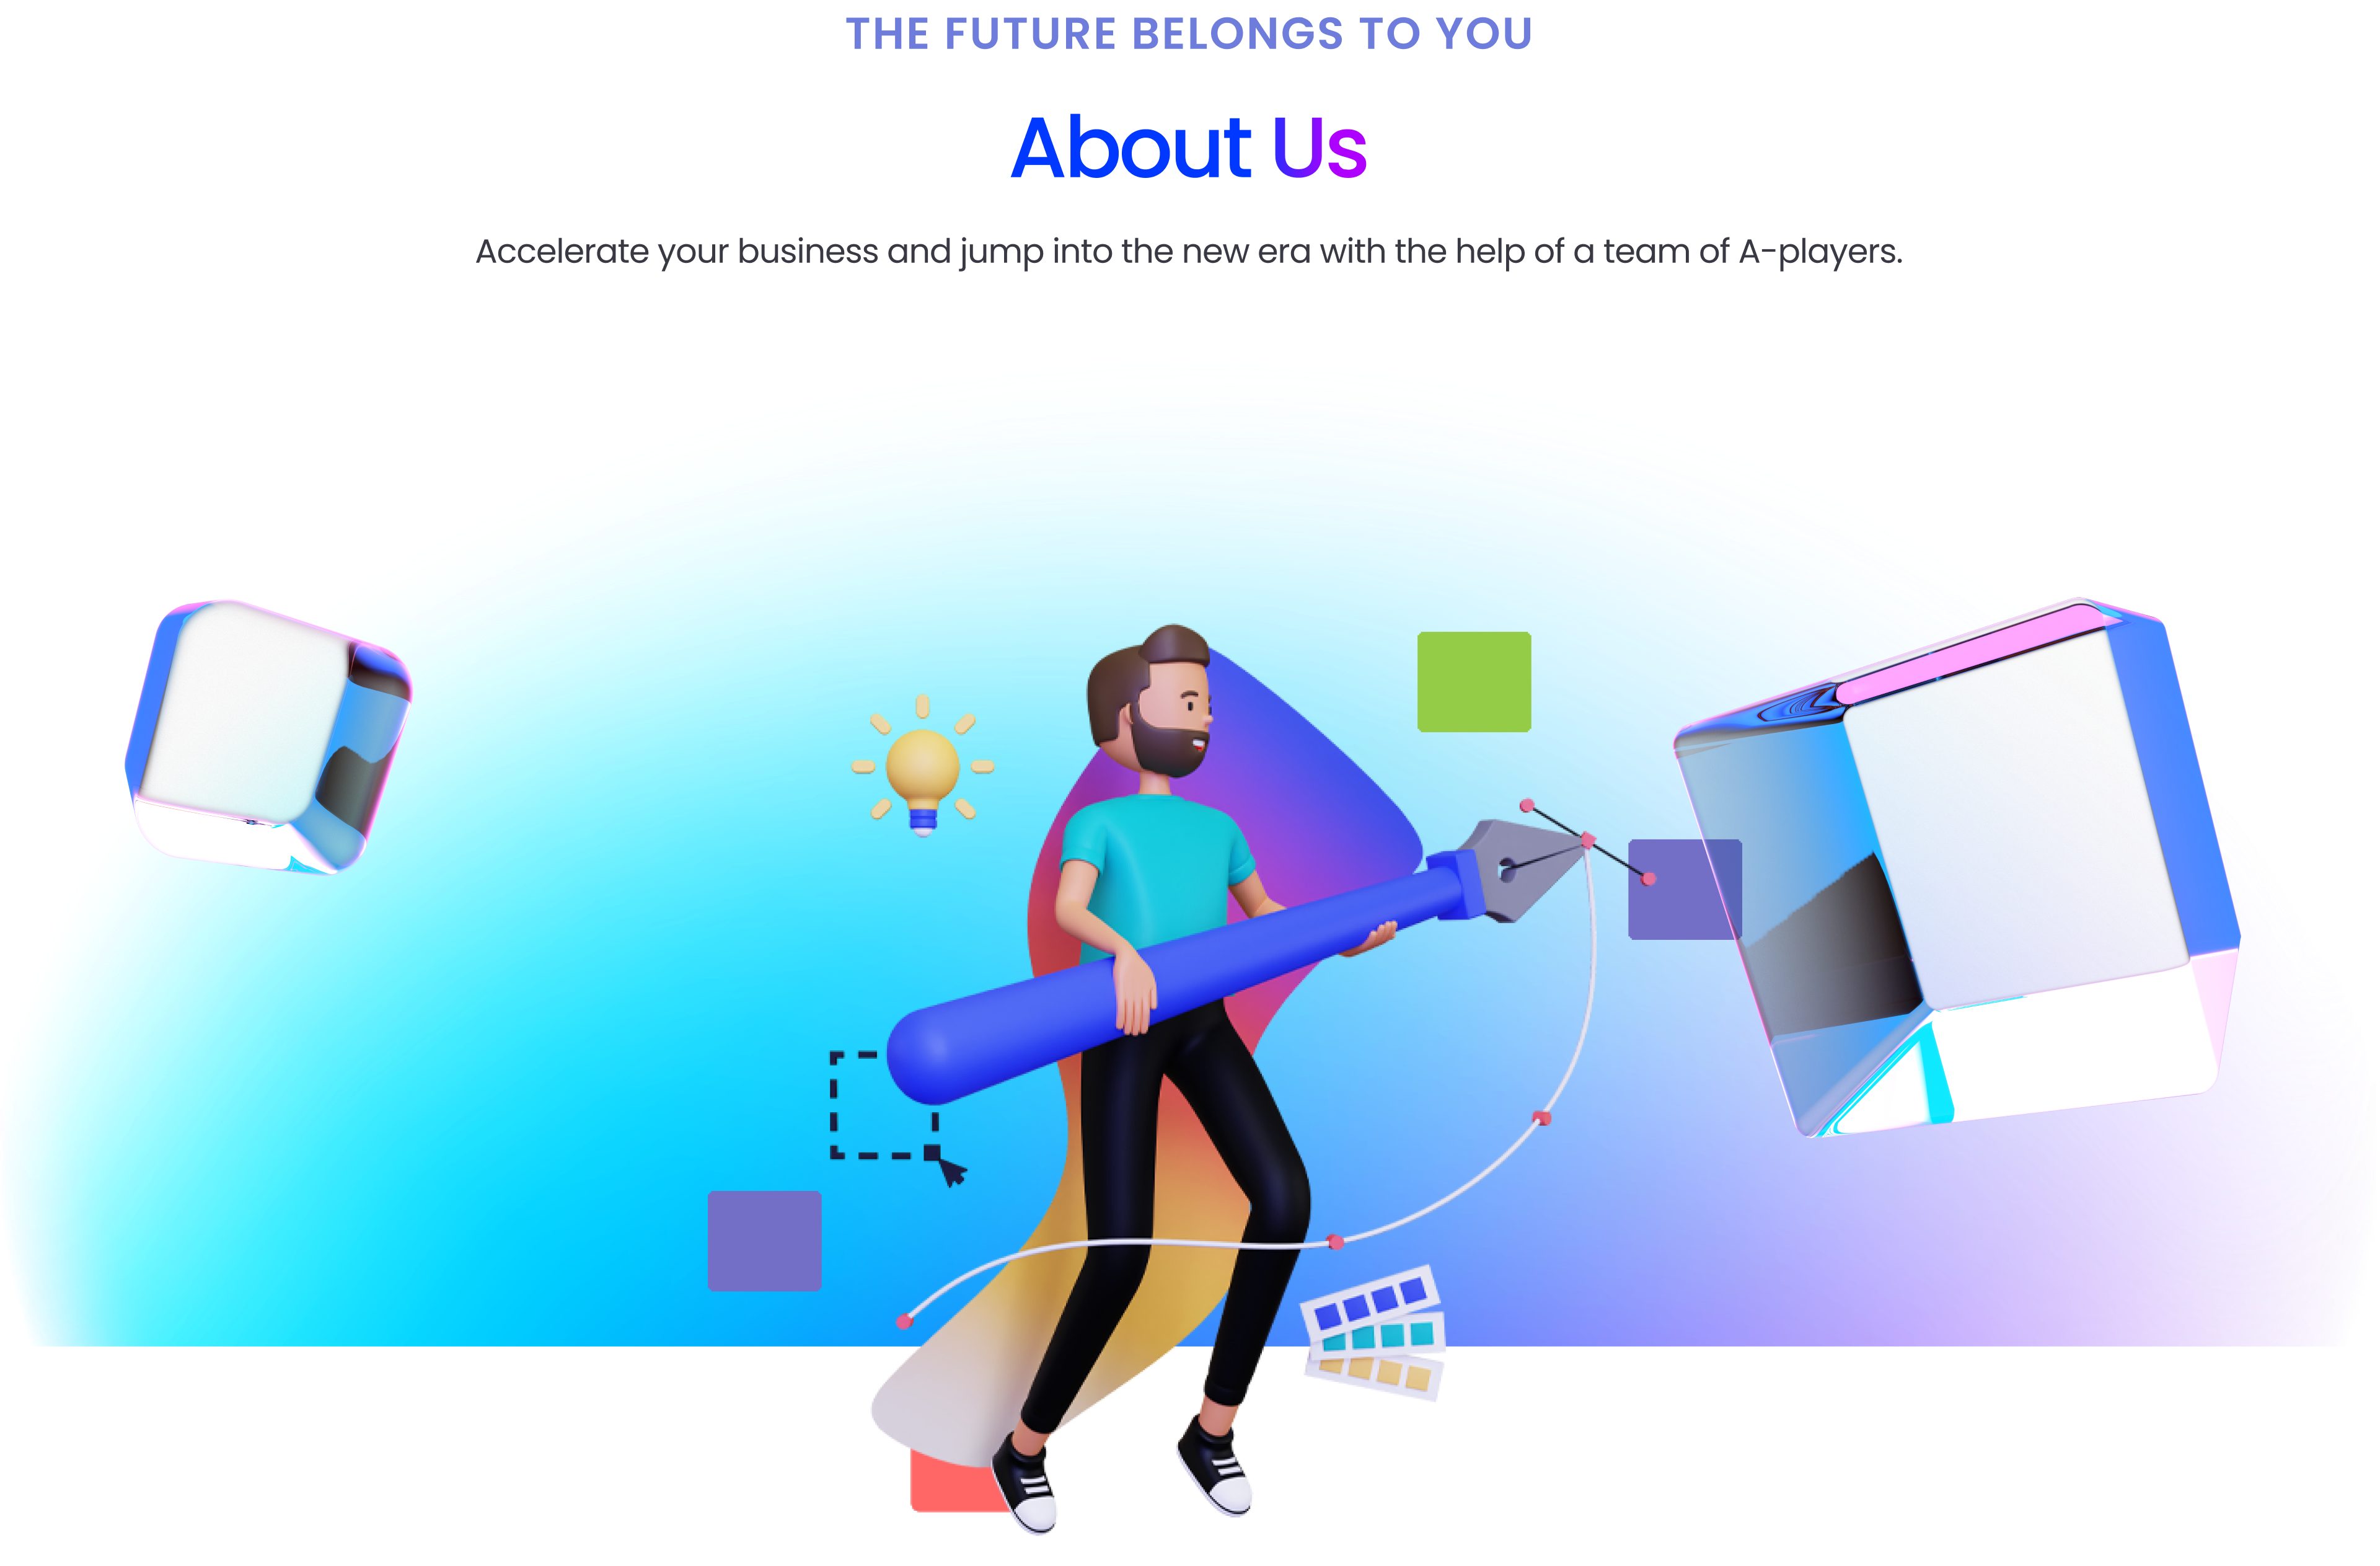 THE FUTURE BELONGS TO YOU
About Us
Accelerate your business and jump into the new era with the help of a team of A-players.